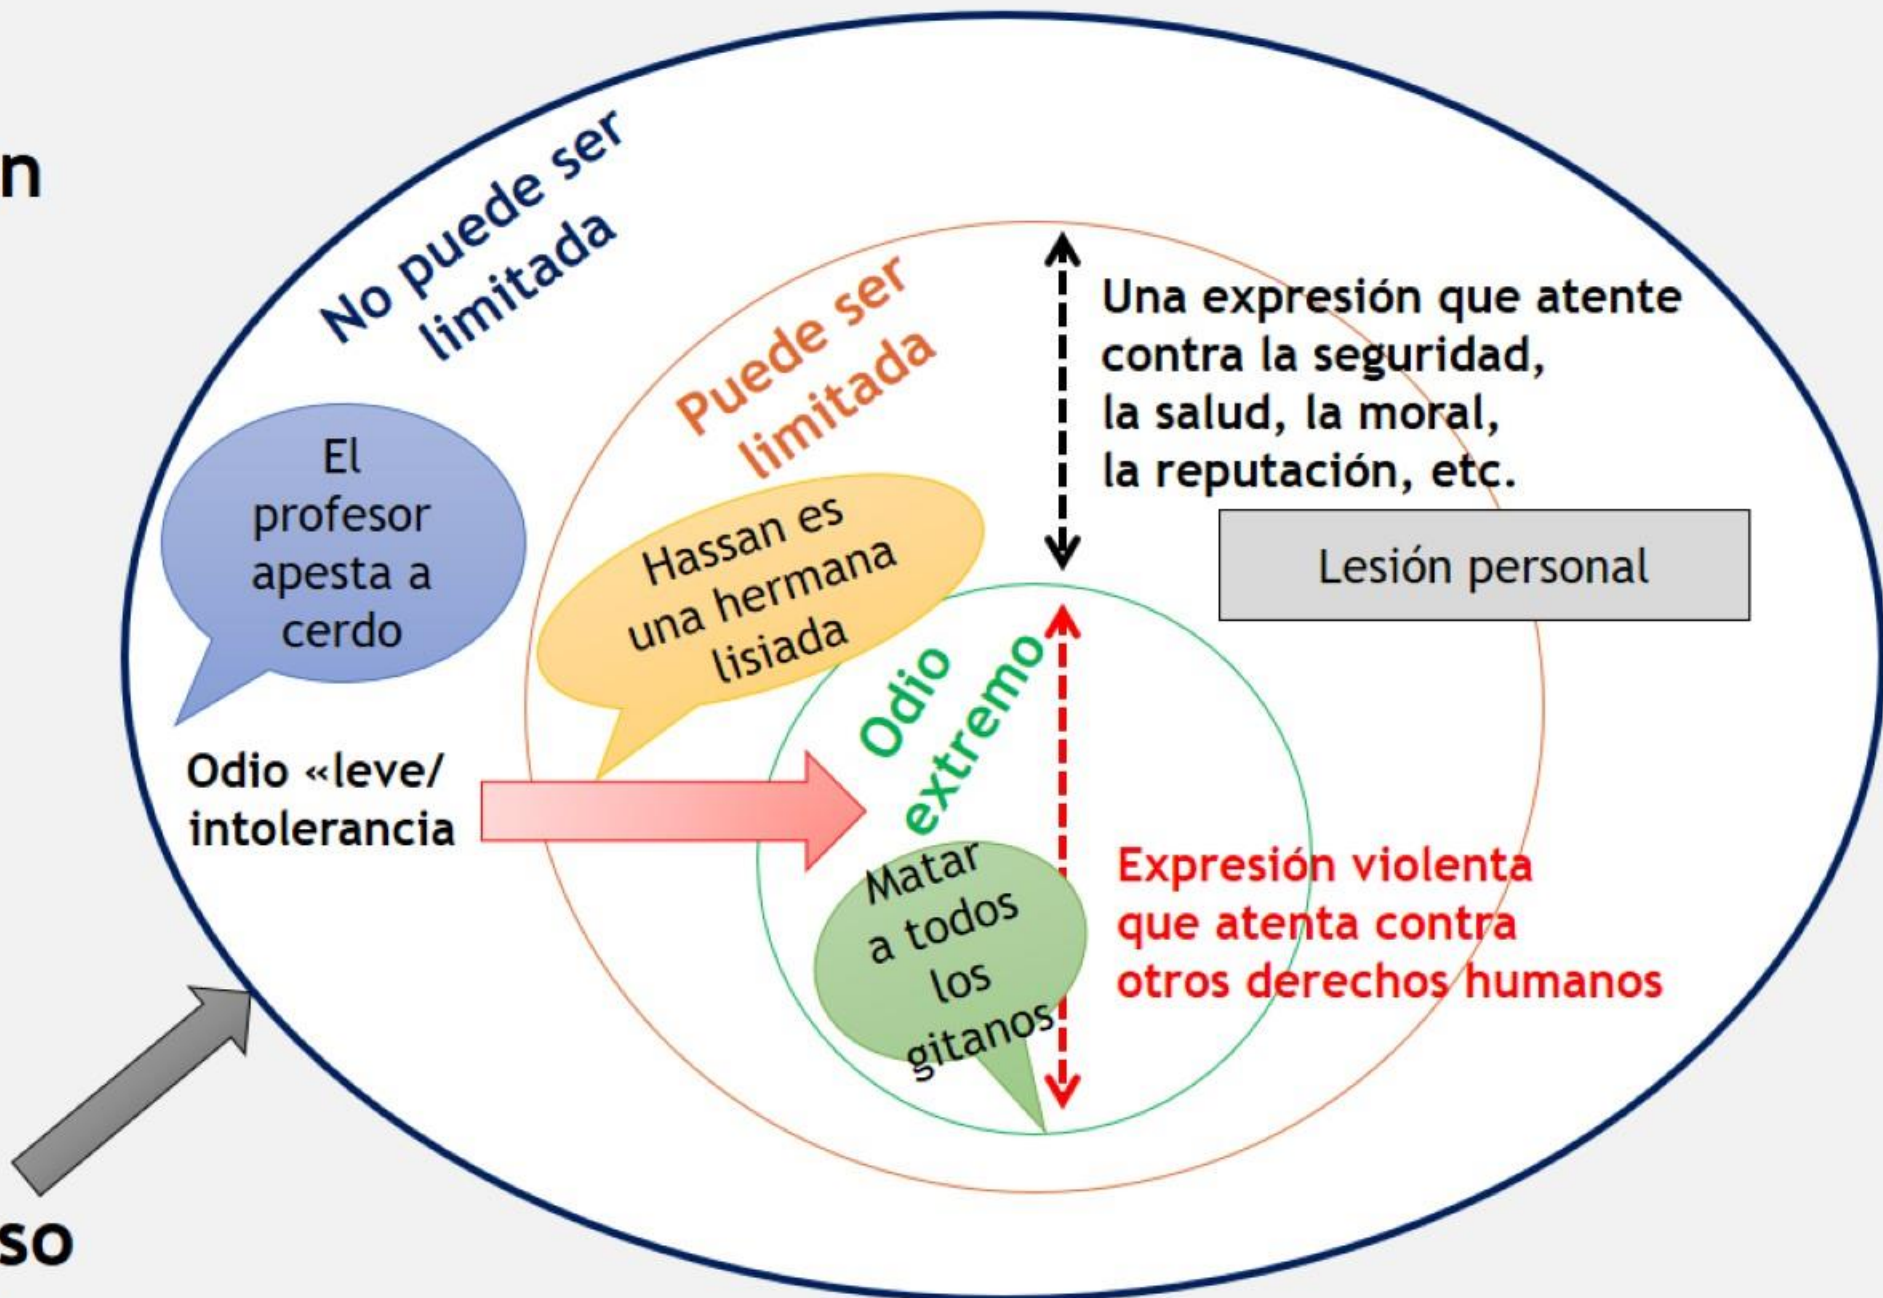 n
No puede ser
limitada
Puede ser
limitada
Una expresión que atente
contra la seguridad,
la salud, la moral,
la reputación, etc.
El
profesor
apesta a
cerdo
Hassan es
una hermana
lisiada
Lesión personal
Odio
extremo
Odio «leve/
intolerancia
Matar
a todos
los
gitanos
Expresión violenta
que atenta contra
otros derechos humanos
so